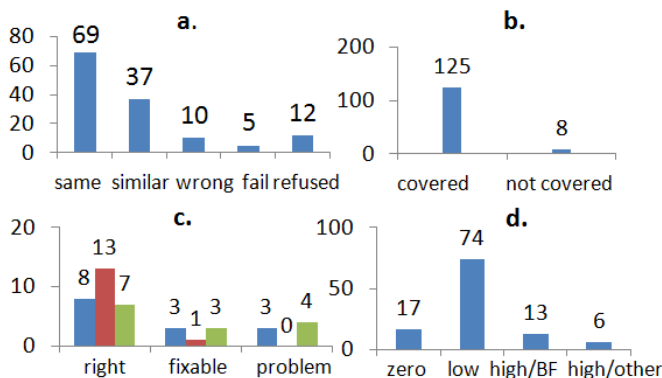 a.
80
60
40
20
0
69
37
10
5
12
same similar wrong fail refused
b.
200
100
0
125
8
covered not covered
c.
20
10
0
8 13 7
3 1 3
3 0 4
right fixable problem
d.
100
50
0
17
74
13
6
zero low high/BF high/other